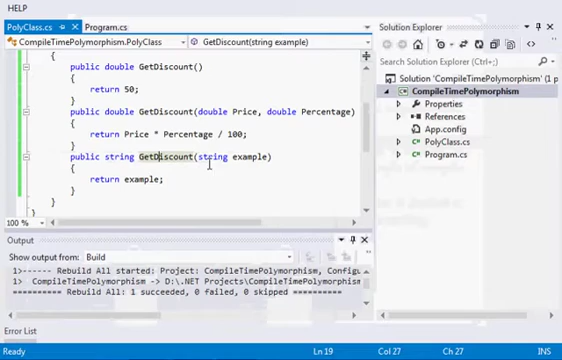 HELP
PolyClass.cs
Program.cs
CompileTimePolymorphism.PolyClass
GetDiscount(string example)
{
public double GetDiscount()
{
return 50;
}
public double GetDiscount(double Price, double Percentage)
{
return Price * Percentage / 100;
}
public string GetDiscount(string example)
{
return example;
}
}
}
100 %
Output
Show output from: Build
1>------ Rebuild All started: Project: CompileTimePolymorphism, Configu
1> CompileTimePolymorphism -> D:\.NET Projects\CompileTimePolymorphism
========== Rebuild All: 1 succeeded, 0 failed, 0 skipped ==========
Error List
Ready
Ln 19
Col 27
Ch 27
INS
Solution Explorer
Search Solution Explorer (Ctrl+;)
Solution 'CompileTimePolymorphism' (1
CompileTimePolymorphism
Properties
References
App.config
PolyClass.cs
Program.cs